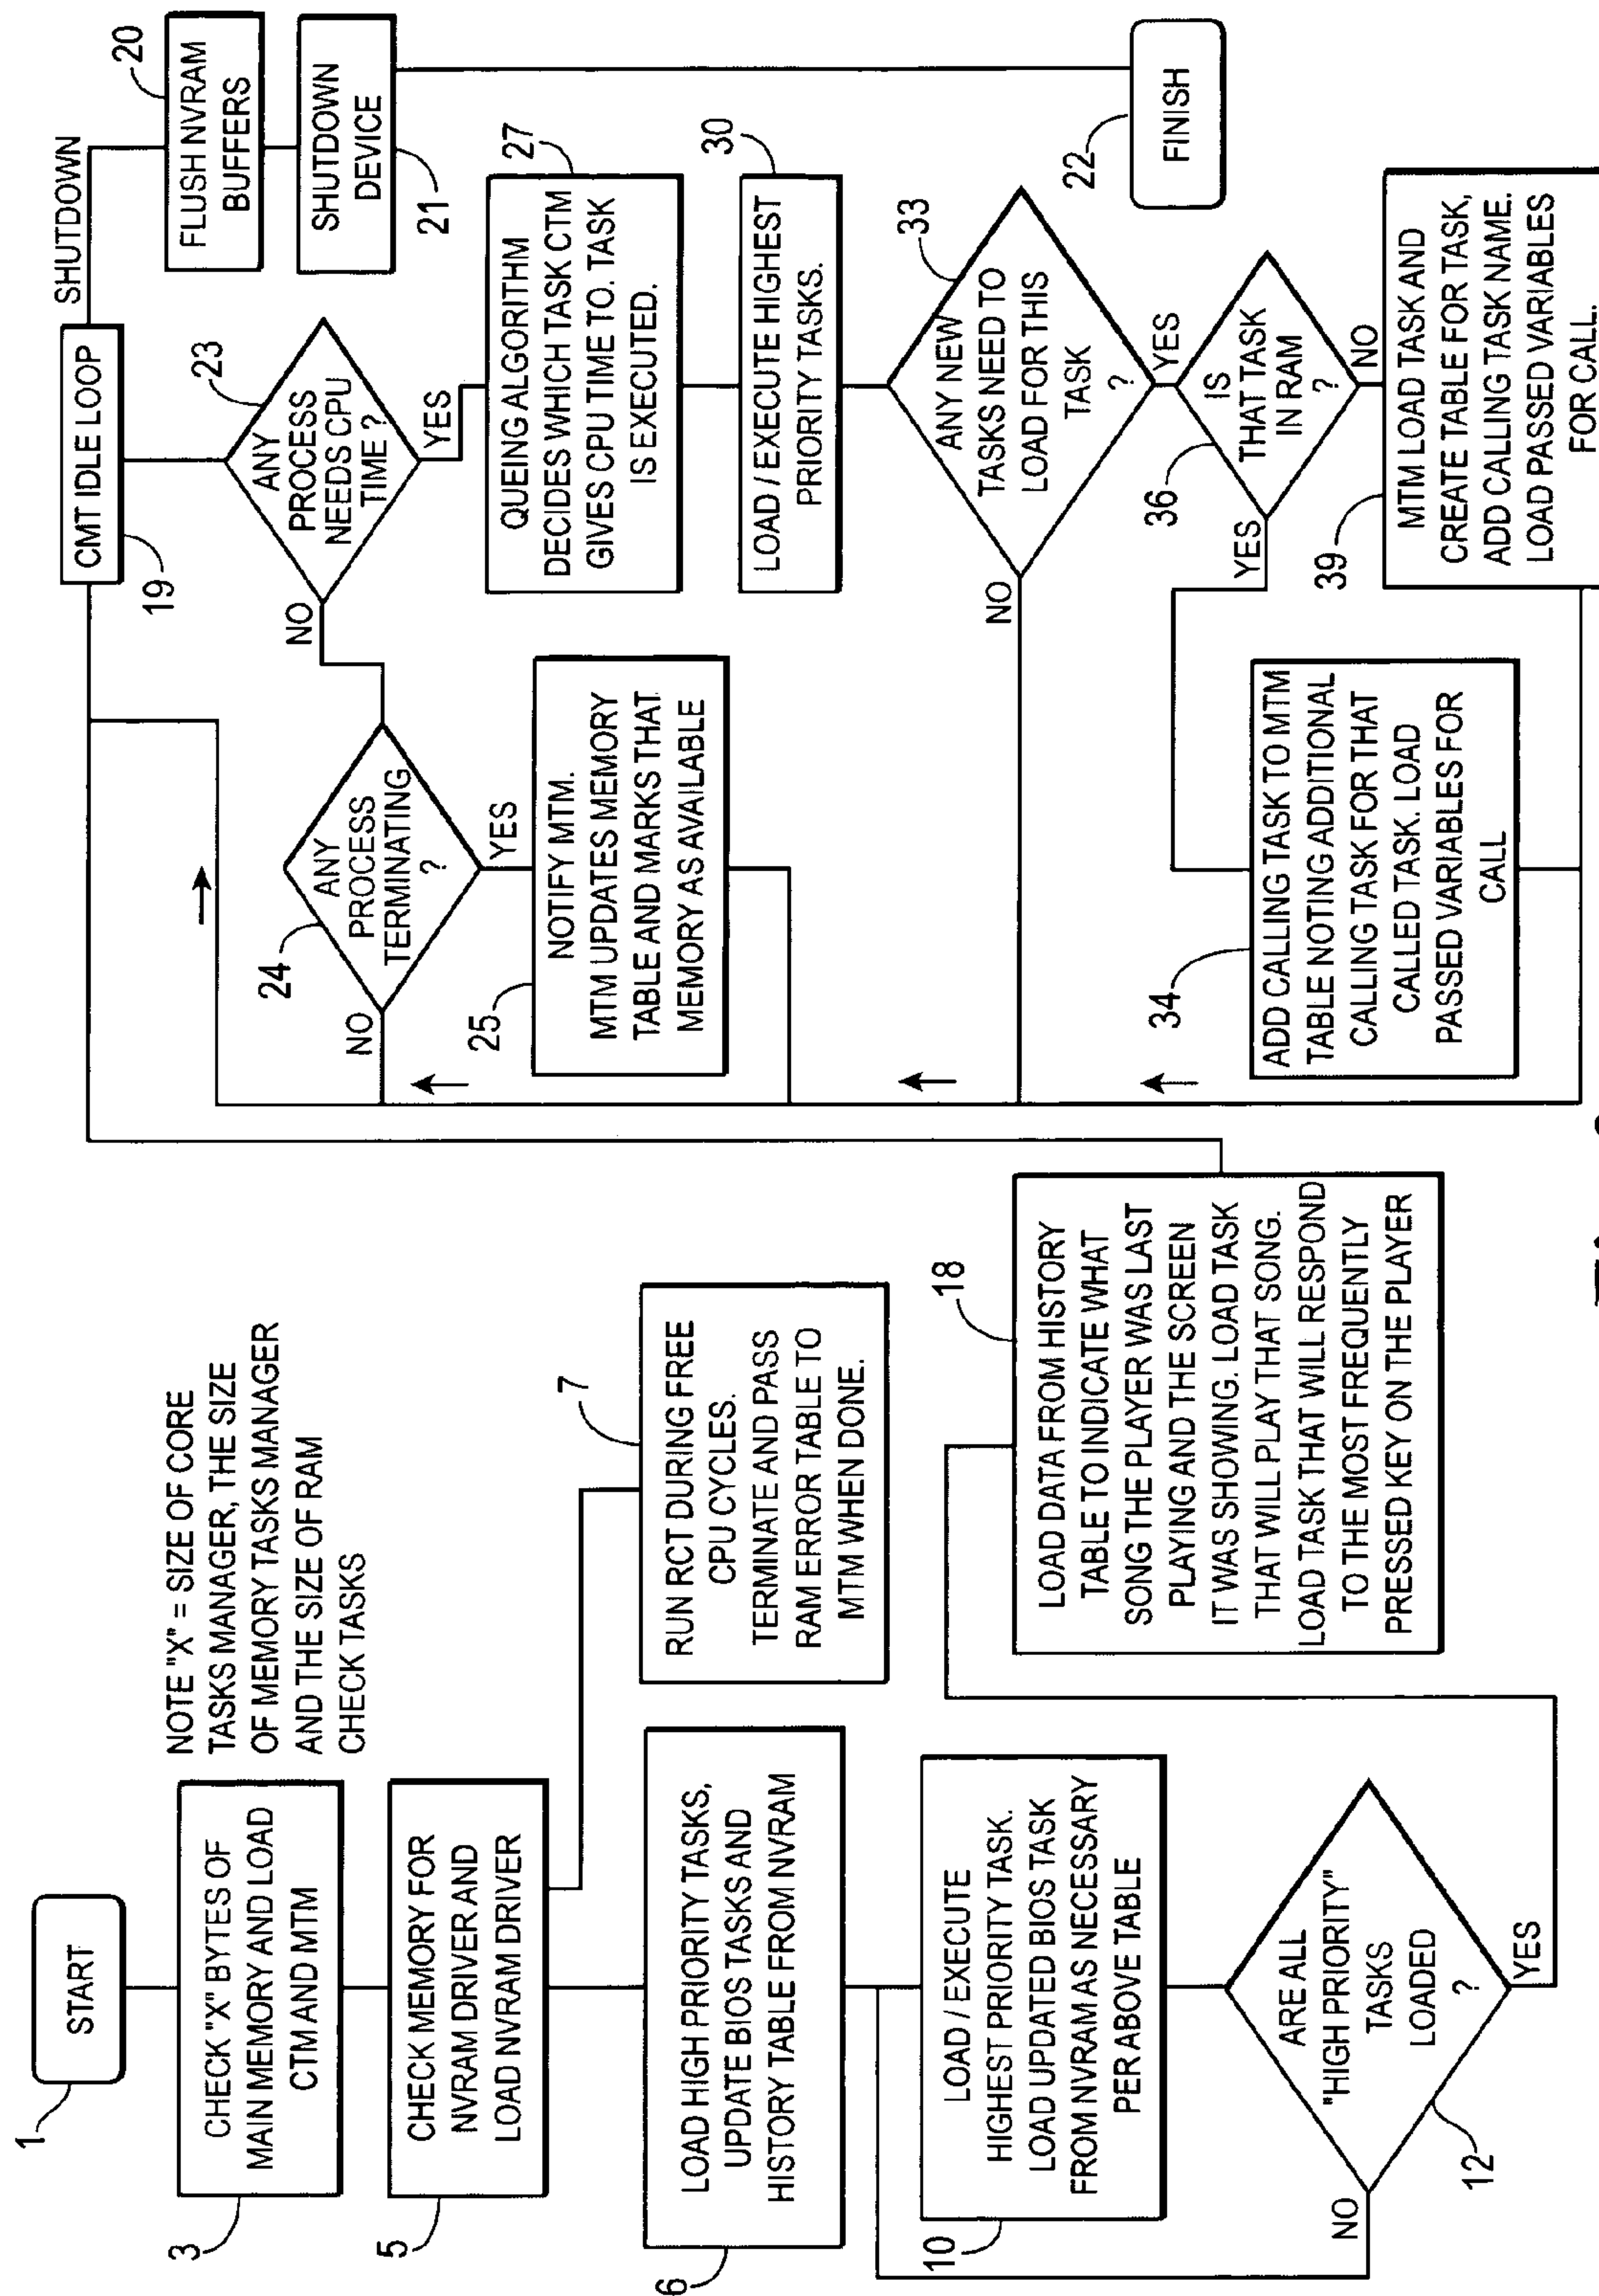 START
1
NOTE "X" = SIZE OF CORE
TASKS MANAGER, THE SIZE
OF MEMORY TASKS MANAGER
AND THE SIZE OF RAM
CHECK TASKS
CHECK "X" BYTES OF
MAIN MEMORY AND LOAD
CTM AND MTM
3
CHECK MEMORY FOR
NVRAM DRIVER AND
LOAD NVRAM DRIVER
5
RUN RCT DURING FREE
CPU CYCLES.
TERMINATE AND PASS
RAM ERROR TABLE TO
MTM WHEN DONE.
7
LOAD HIGH PRIORITY TASKS,
UPDATE BIOS TASKS AND
HISTORY TABLE FROM NVRAM
6
LOAD / EXECUTE
HIGHEST PRIORITY TASK.
LOAD UPDATED BIOS TASK
FROM NVRAM AS NECESSARY
PER ABOVE TABLE
10
ARE ALL
"HIGH PRIORITY"
TASKS
LOADED
?
12
NO
YES
18
LOAD DATA FROM HISTORY
TABLE TO INDICATE WHAT
SONG THE PLAYER WAS LAST
PLAYING AND THE SCREEN
IT WAS SHOWING. LOAD TASK
THAT WILL PLAY THAT SONG.
LOAD TASK THAT WILL RESPOND
TO THE MOST FREQUENTLY
PRESSED KEY ON THE PLAYER
CMT IDLE LOOP
19
SHUTDOWN
20
FLUSH NVRAM
BUFFERS
SHUTDOWN
DEVICE
21
22
FINISH
23
ANY
PROCESS
NEEDS CPU
TIME ?
NO
YES
24
ANY
PROCESS
TERMINATING
?
NO
YES
25
NOTIFY MTM.
MTM UPDATES MEMORY
TABLE AND MARKS THAT
MEMORY AS AVAILABLE
27
QUEING ALGORITHM
DECIDES WHICH TASK CTM
GIVES CPU TIME TO. TASK
IS EXECUTED.
30
LOAD / EXECUTE HIGHEST
PRIORITY TASKS.
33
ANY NEW
TASKS NEED TO
LOAD FOR THIS
TASK
?
NO
YES
36
IS
THAT TASK
IN RAM
?
YES
NO
34
ADD CALLING TASK TO MTM
TABLE NOTING ADDITIONAL
CALLING TASK FOR THAT
CALLED TASK. LOAD
PASSED VARIABLES FOR
CALL
39
MTM LOAD TASK AND
CREATE TABLE FOR TASK,
ADD CALLING TASK NAME.
LOAD PASSED VARIABLES
FOR CALL.